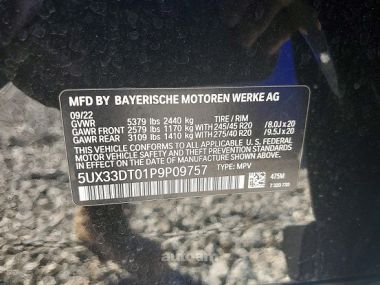 MFD BY BAYERISCHE MOTOREN WERKE AG
09/22
GVWR 5379 lbs 2440 kg TIRE / RIM
GAWR FRONT 2579 lbs 1170 kg WITH 245/45 R20 /8.0J x 20
GAWR REAR 3109 lbs 1410 kg WITH 275/40 R20 /9.5J x 20
THIS VEHICLE CONFORMS TO ALL APPLICABLE U.S. FEDERAL
MOTOR VEHICLE SAFETY STANDARDS IN EFFECT ON THE
DATE OF MANUFACTURE SHOWN ABOVE.
5UX33DT01P9P09757 TYPE: MPV
475M
autoam